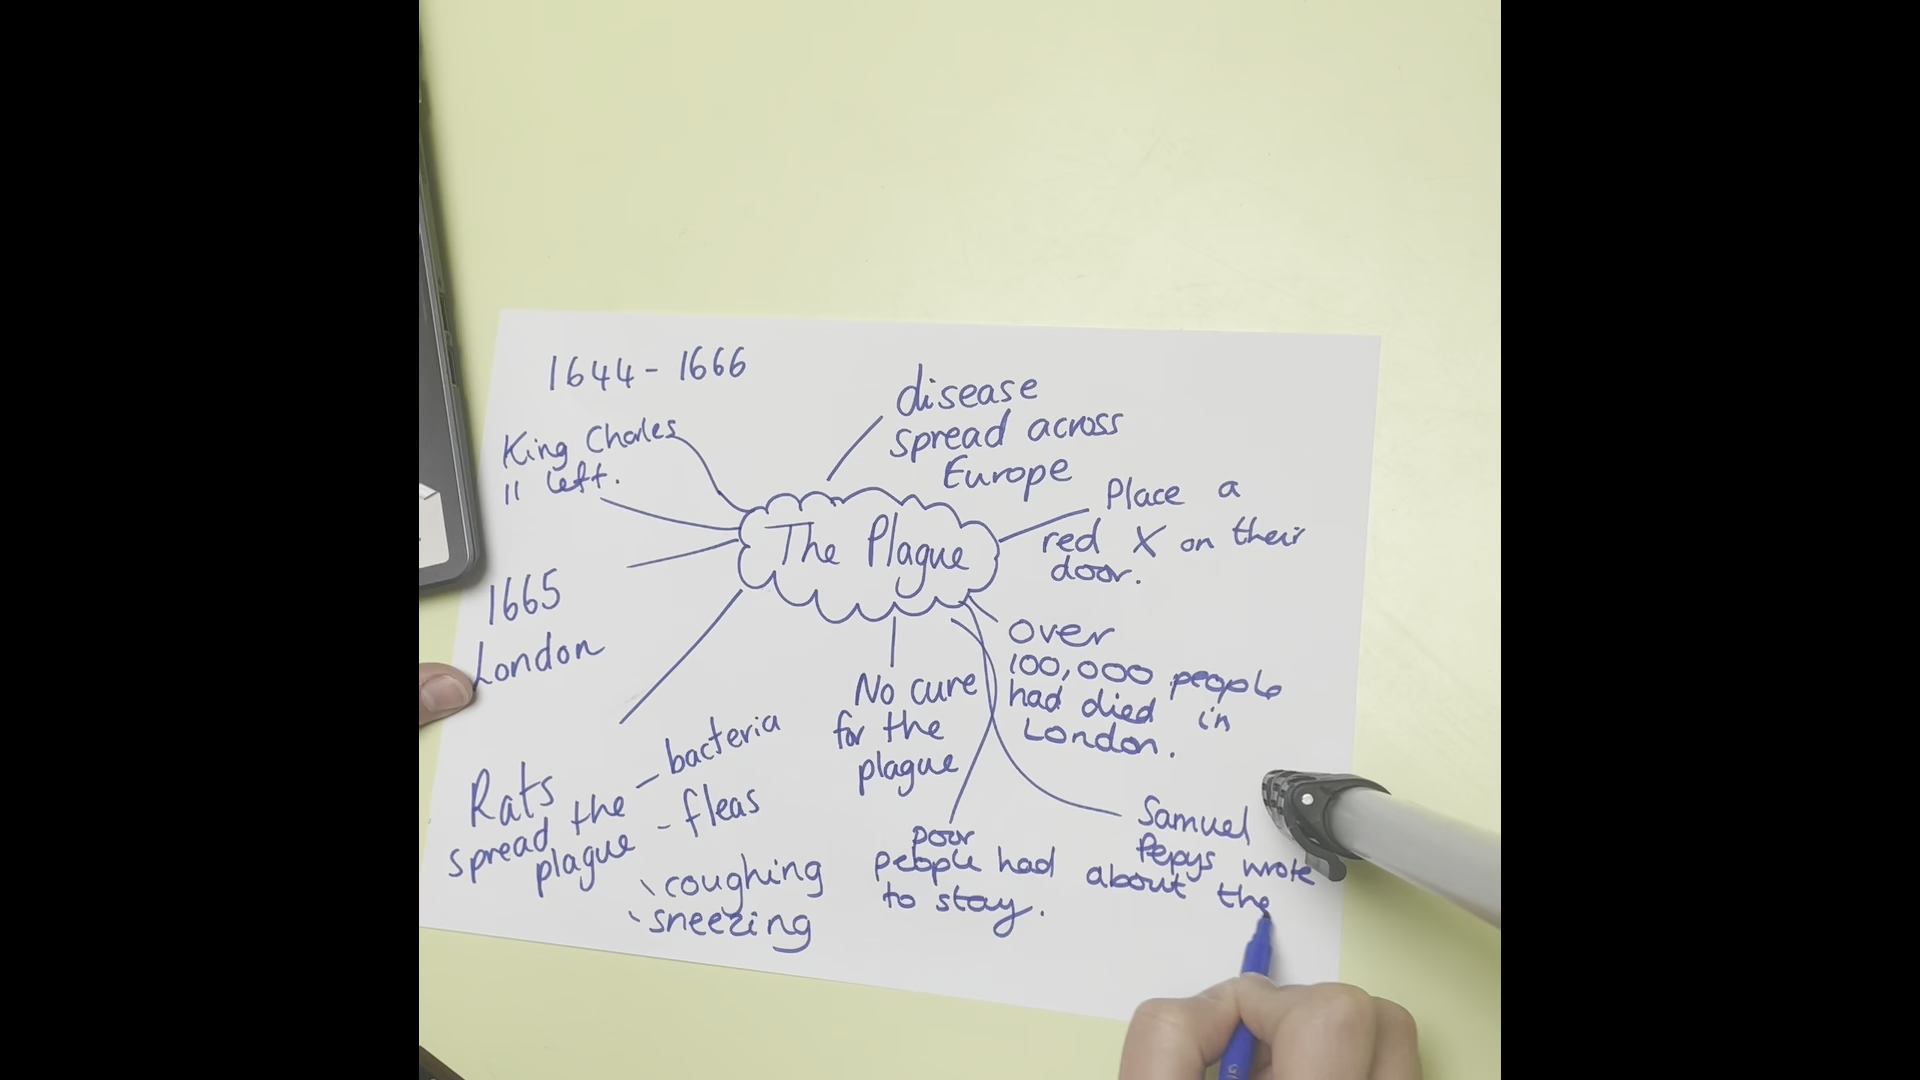 1644 - 1666
King Charles
II left.
1665
London
The Plague
disease
spread across
Europe
Place a
red X on their
door.
over
100,000 people
had died in
London.
No cure
for the
plague
Samuel
Pepys wrote
about the
poor
people had
to stay.
Rats
spread the
plague
- bacteria
- fleas
\ coughing
\ sneezing